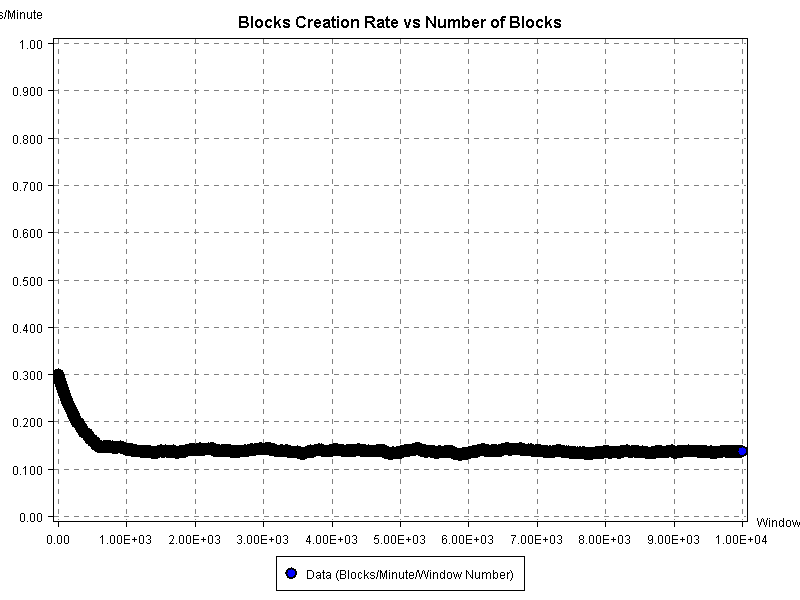 s/Minute
Blocks Creation Rate vs Number of Blocks
1.00
0.900
0.800
0.700
0.600
0.500
0.400
0.300
0.200
0.100
0.00
Window
0.00 1.00E+03 2.00E+03 3.00E+03 4.00E+03 5.00E+03 6.00E+03 7.00E+03 8.00E+03 9.00E+03 1.00E+04
Data (Blocks/Minute/Window Number)